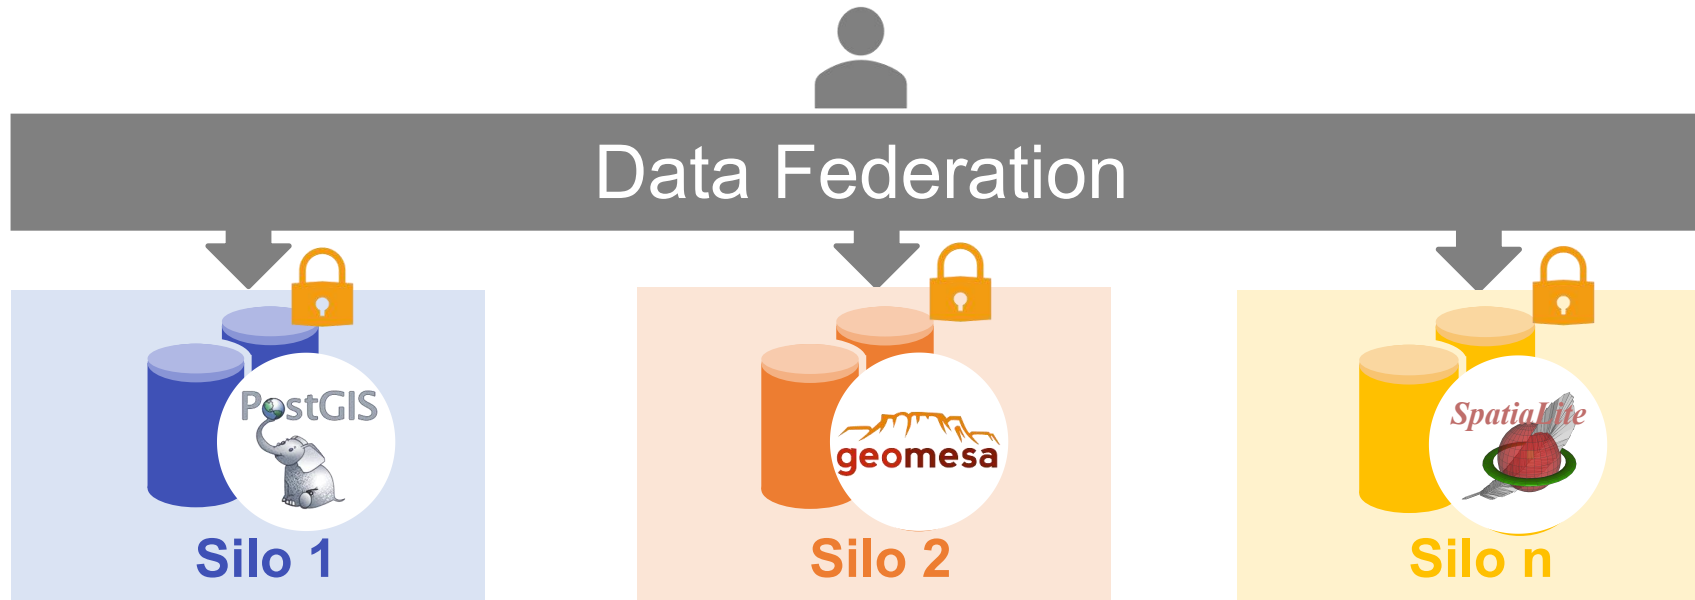 Data Federation
PostGIS
geomesa
SpatiaLite
Silo 1
Silo 2
Silo n